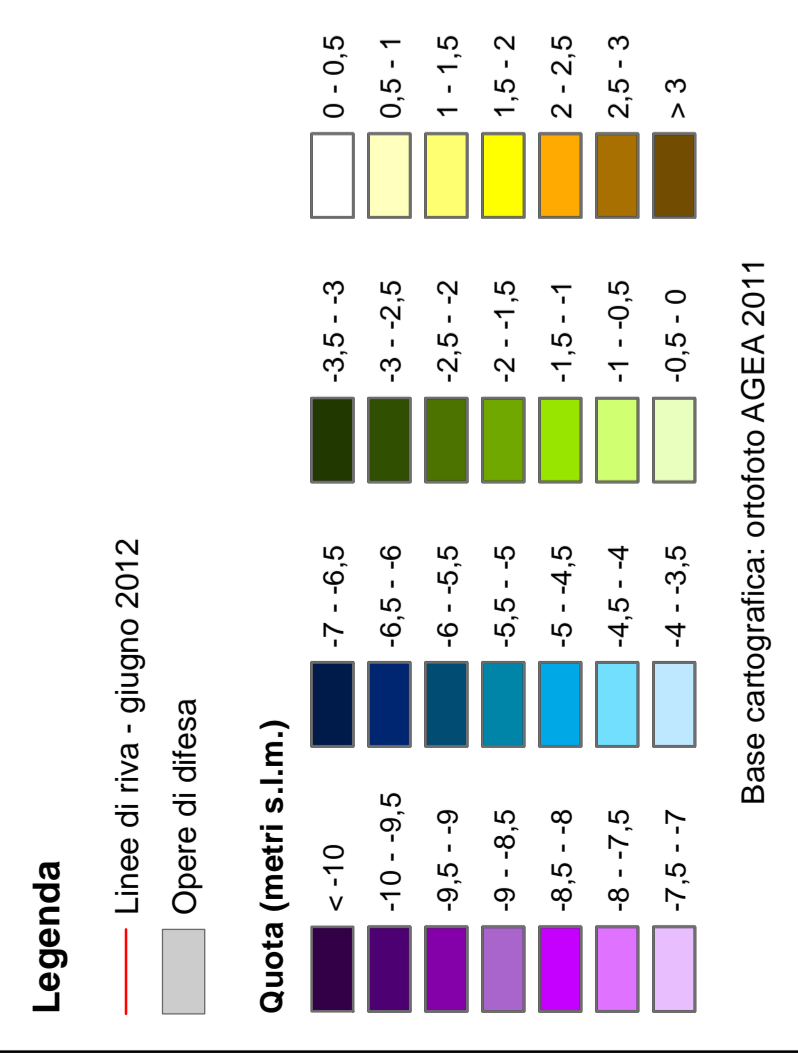 Legenda
Linee di riva - giugno 2012
Opere di difesa
Quota (metri s.l.m.)
< -10
-10 - -9,5
-9,5 - -9
-9 - -8,5
-8,5 - -8
-8 - -7,5
-7,5 - -7
-7 - -6,5
-6,5 - -6
-6 - -5,5
-5,5 - -5
-5 - -4,5
-4,5 - -4
-4 - -3,5
-3,5 - -3
-3 - -2,5
-2,5 - -2
-2 - -1,5
-1,5 - -1
-1 - -0,5
-0,5 - 0
0 - 0,5
0,5 - 1
1 - 1,5
1,5 - 2
2 - 2,5
2,5 - 3
> 3
Base cartografica: ortofoto AGEA 2011